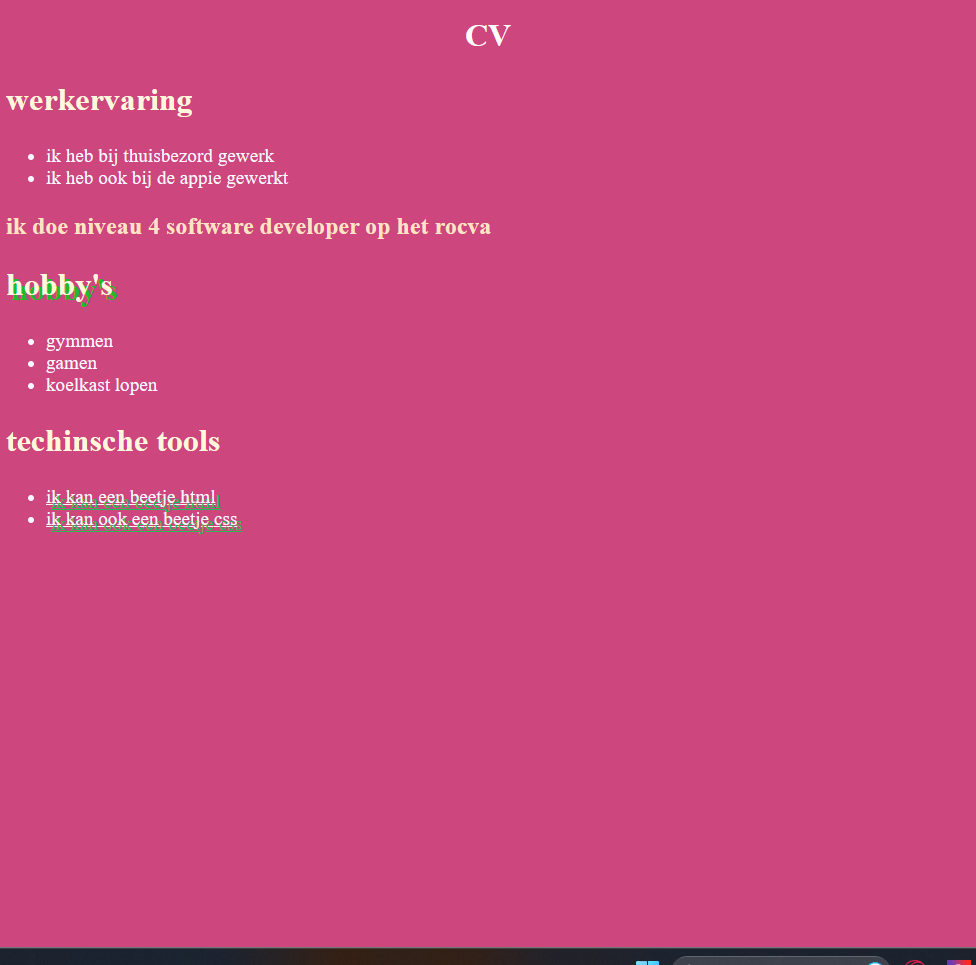 CV
werkervaring
ik heb bij thuisbezord gewerk
ik heb ook bij de appie gewerkt
ik doe niveau 4 software developer op het rocva
hobby's
gymmen
gamen
koelkast lopen
techinsche tools
ik kan een beetje html
ik kan ook een beetje css